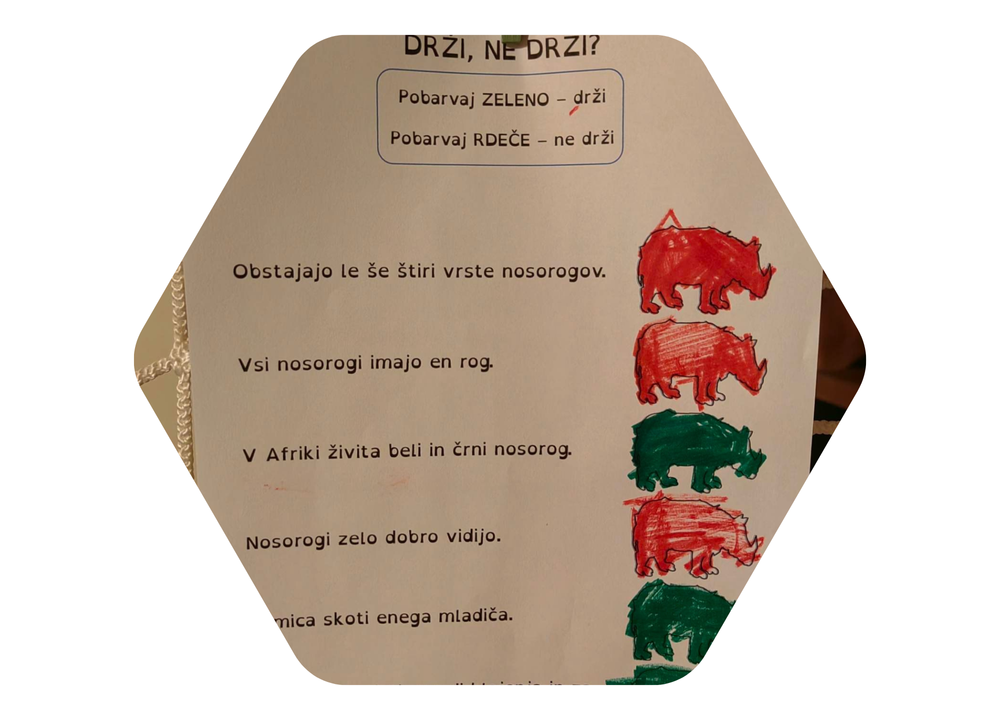 DRŽI, NE DRŽI?
Pobarvaj ZELENO – drži
Pobarvaj RDEČE – ne drži
Obstajajo le še štiri vrste nosorogov.
Vsi nosorogi imajo en rog.
V Afriki živita beli in črni nosorog.
Nosorogi zelo dobro vidijo.
skoti enega mladiča.